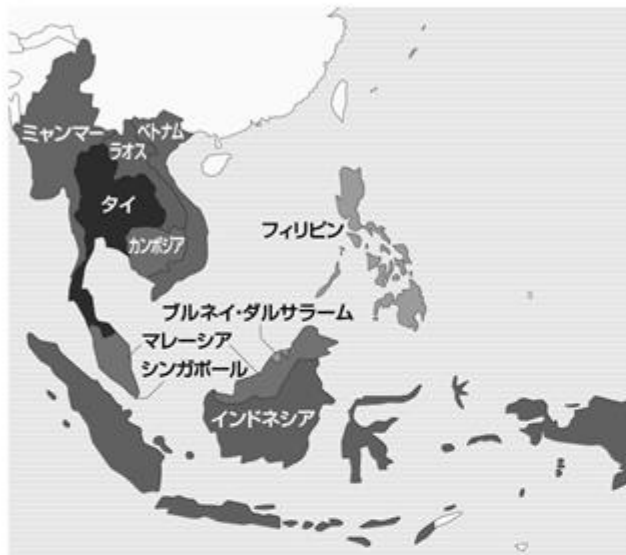 ミャンマー
ベトナム
ラオス
タイ
カンボジア
フィリピン
ブルネイ・ダルサラーム
マレーシア
シンガポール
インドネシア